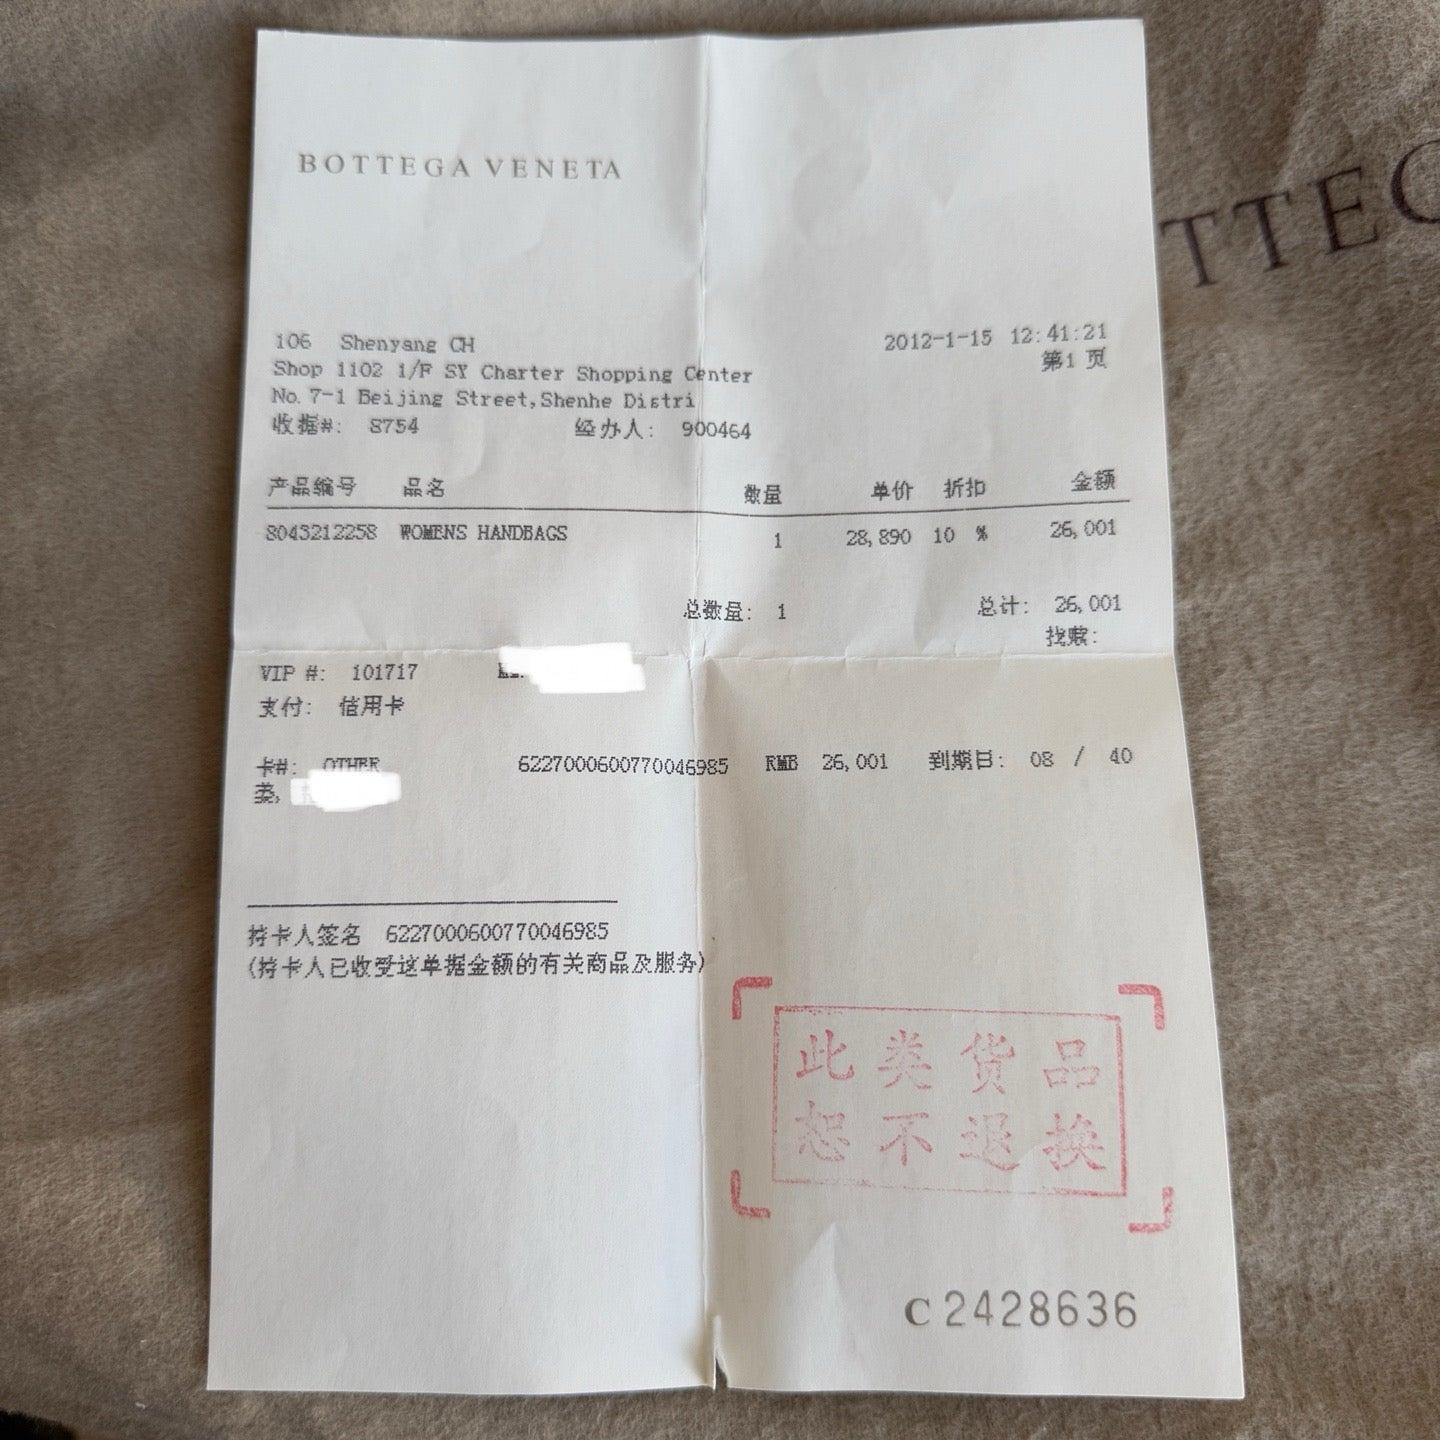 BOTTEGA VENETA
TTEG
106 Shenyang CH
2012-1-15 12:41:21
Shop 1102 1/F SY Charter Shopping Center
第1 页
No. 7-1 Beijing Street,Shenhe Distri
收据#: 8754 经办人: 900464
产品编号 品名 数量 单价 折扣 金额
8043212258 WOMENS HANDBAGS 1 28,890 10 % 26,001
总数量: 1 总计: 26,001
找赎:
VIP #: 101717
支付: 信用卡
卡#: OTHER 6227000600770046985 RMB 26,001 到期日: 08 / 40
持卡人签名 6227000600770046985
(持卡人已收受这单据金额的有关商品及服务)
此类货品
恕不退换
C2428636